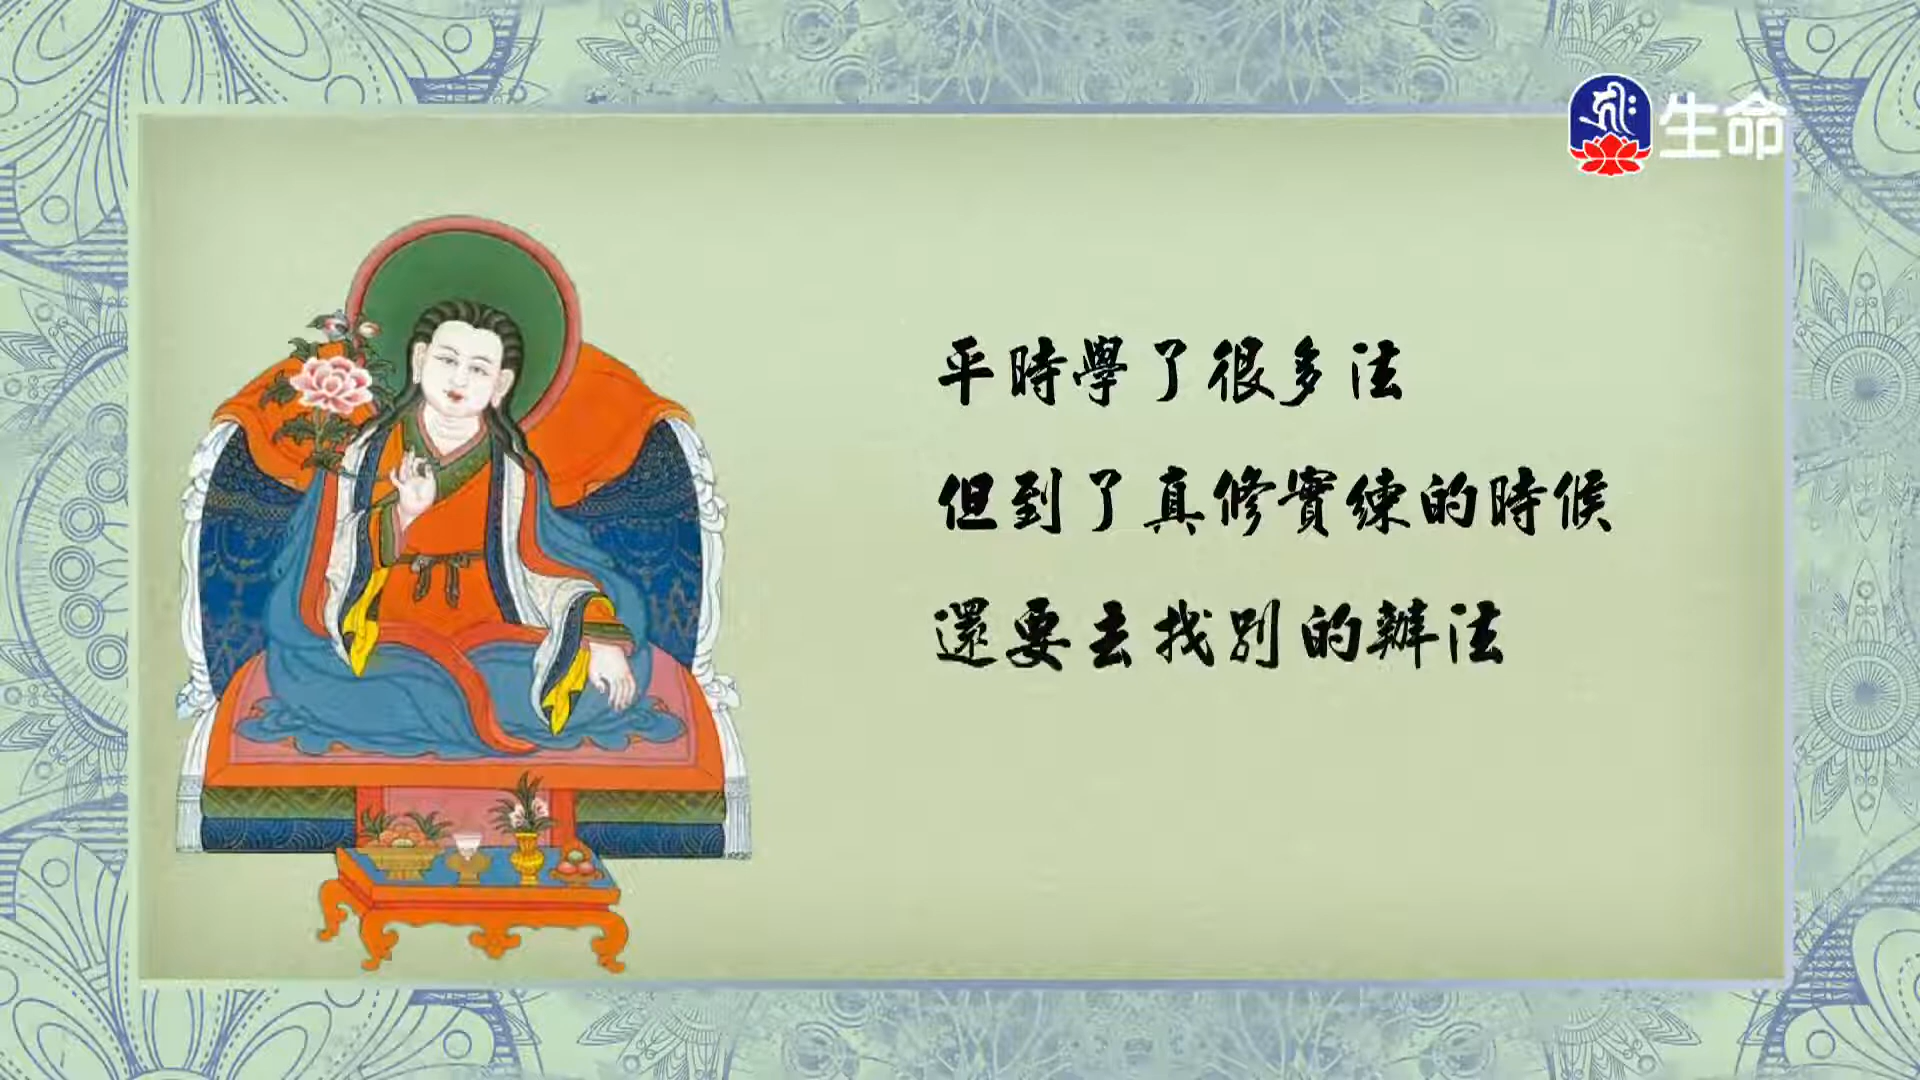 生命
平時學了很多法
但到了真修實練的時候
還要去找別的辦法